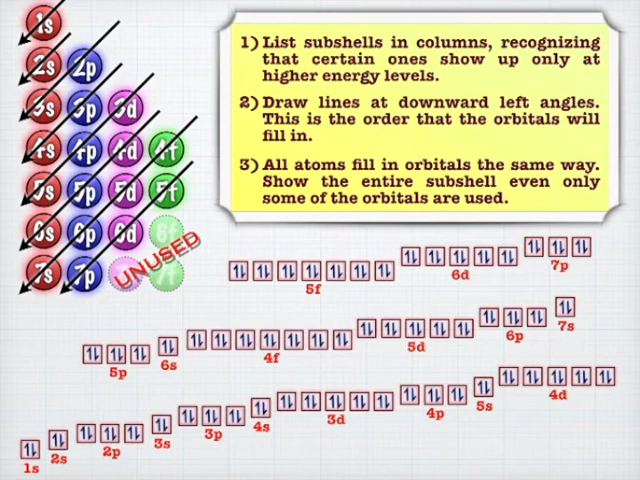 1s
2s 2p
3s 3p 3d
4s 4p 4d 4f
5s 5p 5d 5f
6s 6p 6d 6f
7s 7p 7f
UNUSED
1) List subshells in columns, recognizing
that certain ones show up only at
higher energy levels.
2) Draw lines at downward left angles.
This is the order that the orbitals will
fill in.
3) All atoms fill in orbitals the same way.
Show the entire subshell even only
some of the orbitals are used.
5f 6d 7p
5p 6s 4f 5d 6p 7s
1s 2s 2p 3s 3p 4s 3d 4p 5s 4d